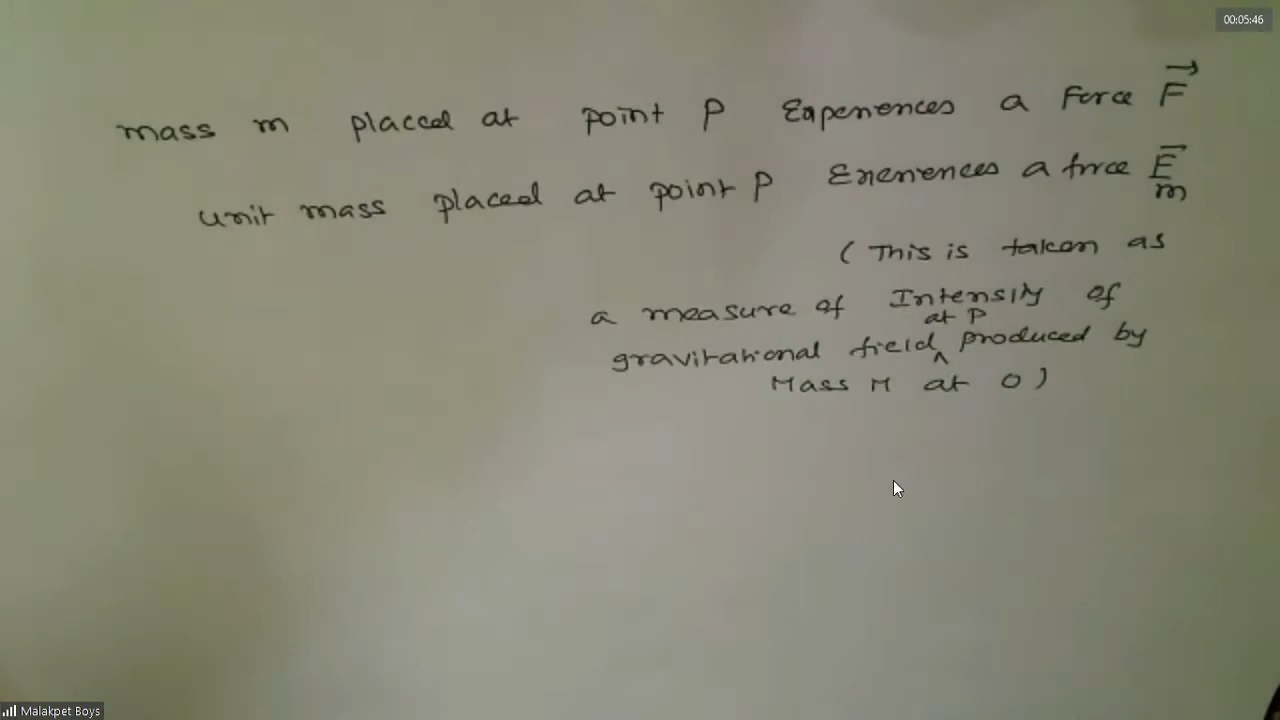 00:05:46
mass m placed at point P Experiences a Force F⃗
unit mass placed at point P Experiences a force F⃗/m
( This is taken as
a measure of Intensity of
gravitational field at P produced by
Mass M at O )
Malakpet Boys